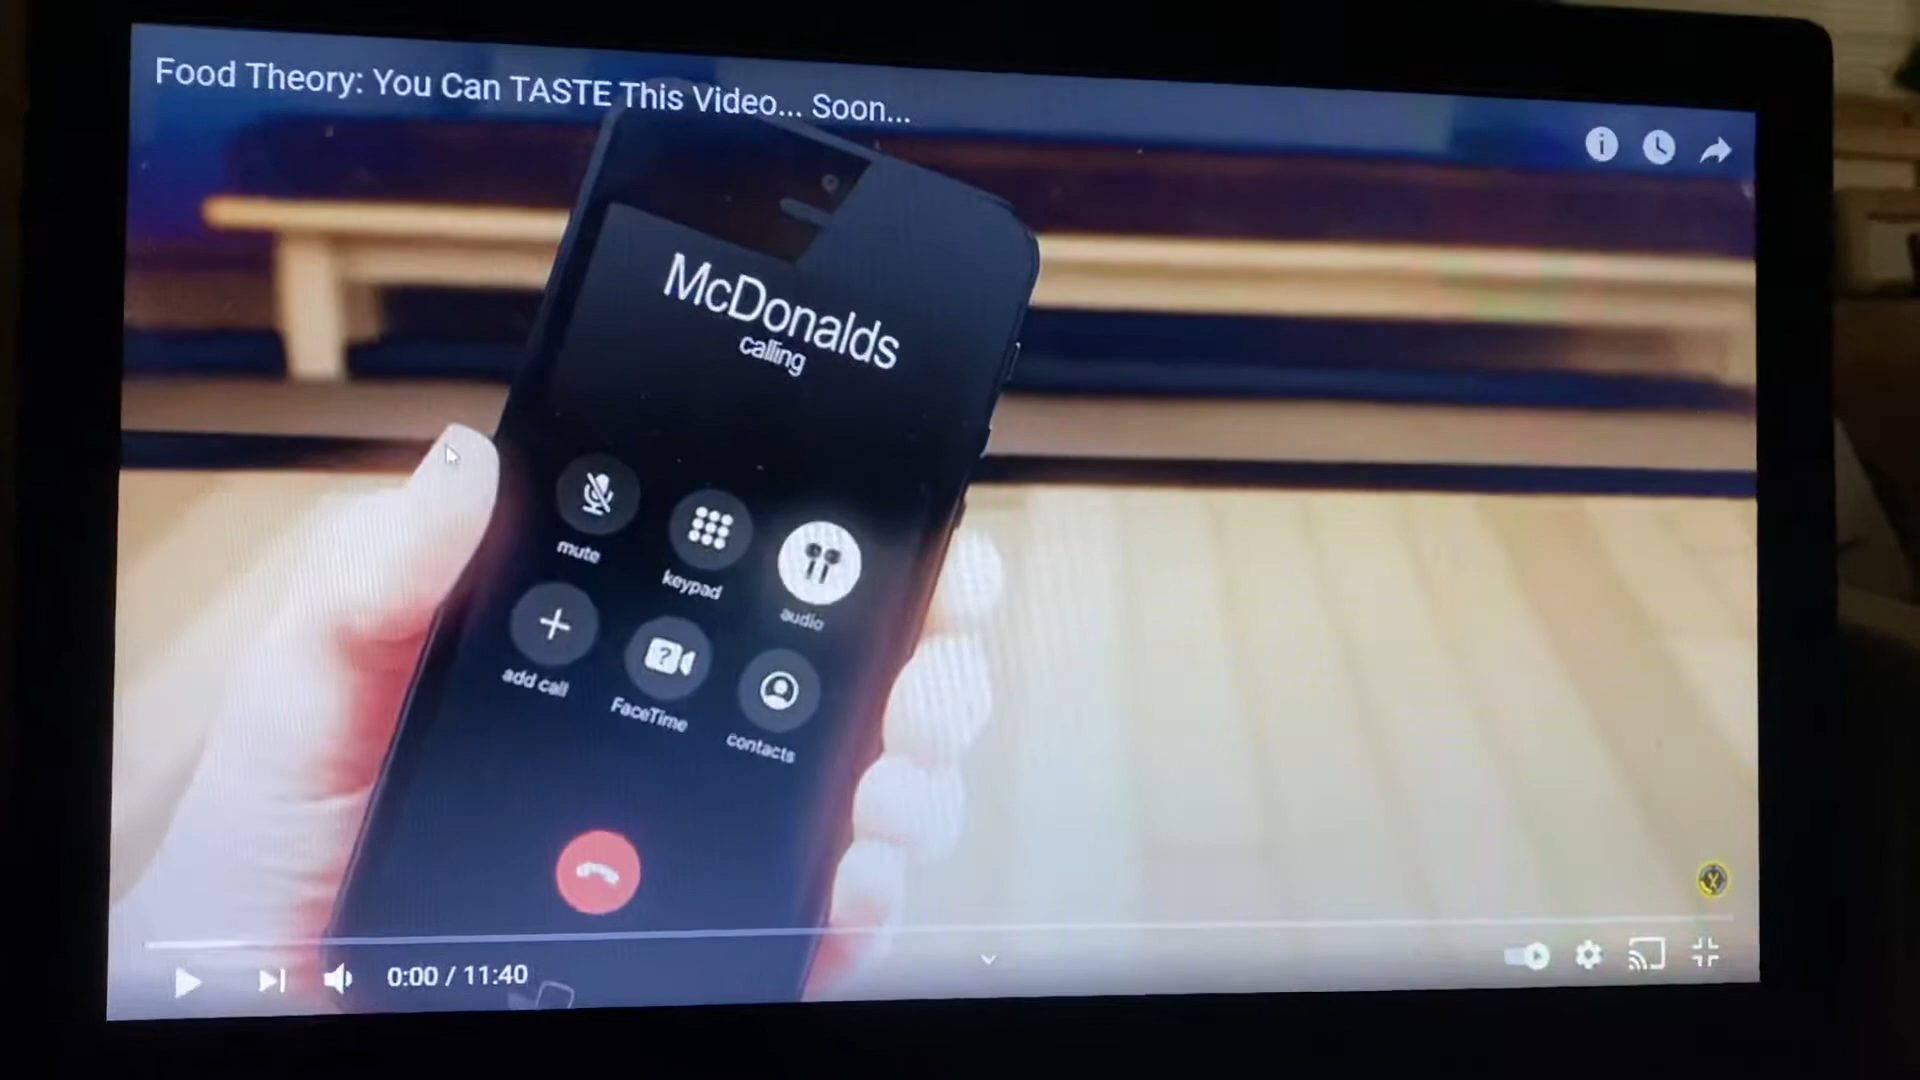 Food Theory: You Can TASTE This Video... Soon...
McDonalds
calling
mute
keypad
audio
add call
FaceTime
contacts
0:00 / 11:40